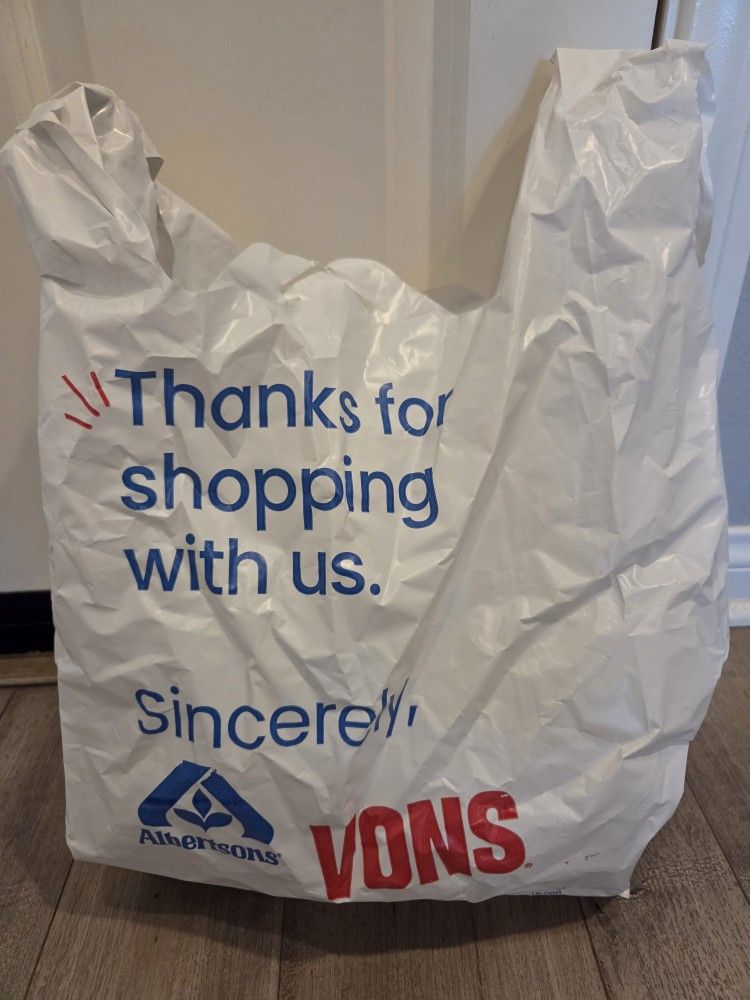 Thanks for
shopping
with us.
Sincerely,
Albertsons®
VONS®